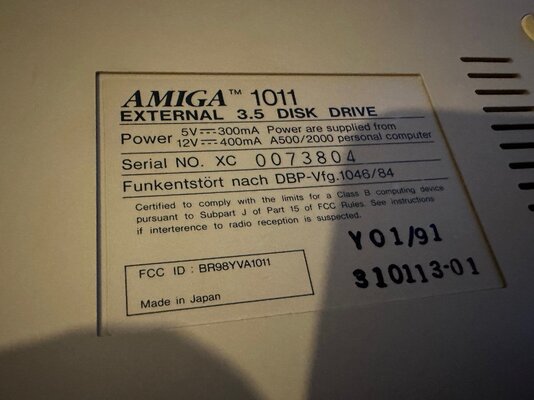 AMIGA™ 1011
EXTERNAL 3.5 DISK DRIVE
Power 5V⎓300mA Power are supplied from
12V⎓400mA A500/2000 personal computer
Serial NO. XC 0073804
Funkentstört nach DBP-Vfg.1046/84
Certified to comply with the limits for a Class B computing device
pursuant to Subpart J of Part 15 of FCC Rules. See instructions
if interference to radio reception is suspected.
Y01/91
FCC ID : BR98YVA1011
310113-01
Made in Japan